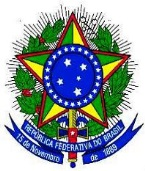 REPÚBLICA FEDERATIVA DO BRASIL
15 de Novembro de 1889